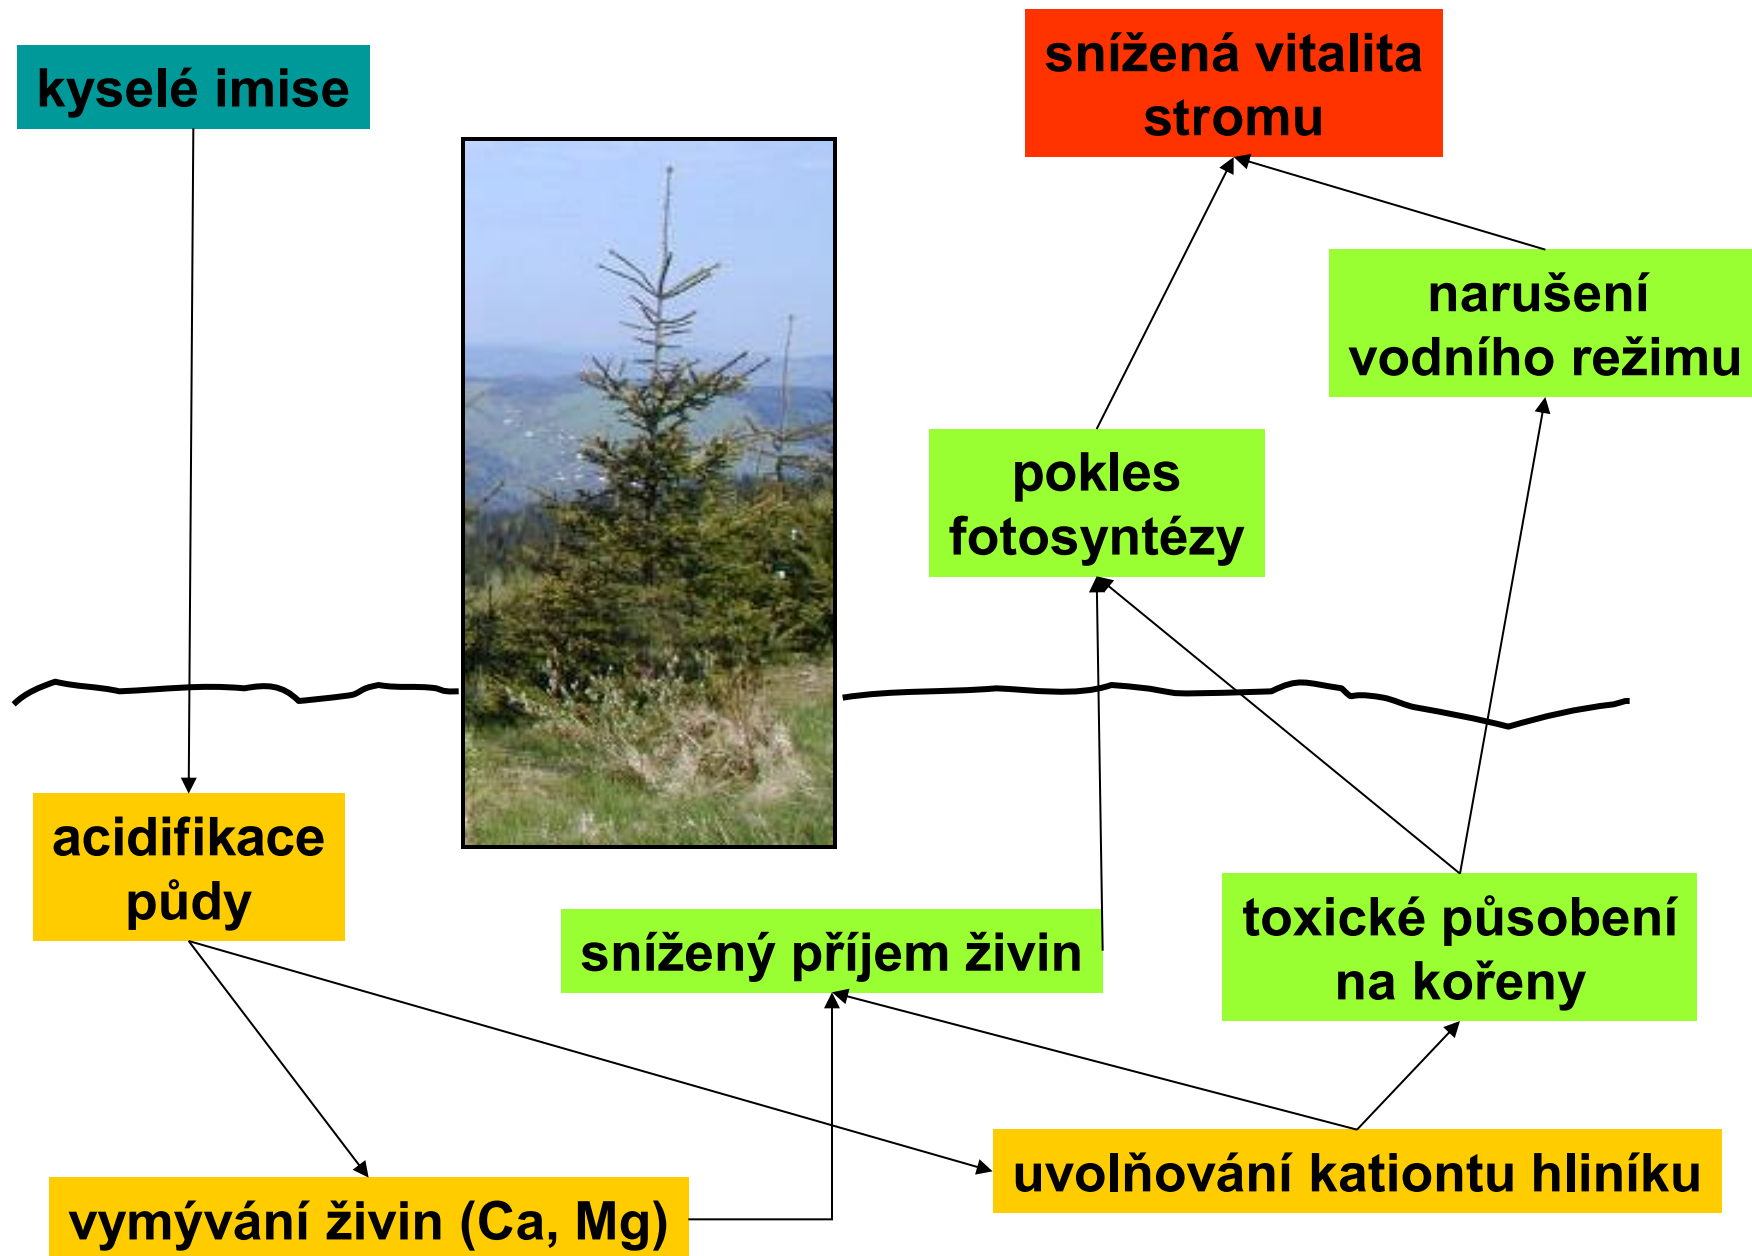 kyselé imise
snížená vitalita
stromu
narušení
vodního režimu
pokles
fotosyntézy
acidifikace
půdy
snížený příjem živin
toxické působení
na kořeny
uvolňování kationtu hliníku
vymývání živin (Ca, Mg)